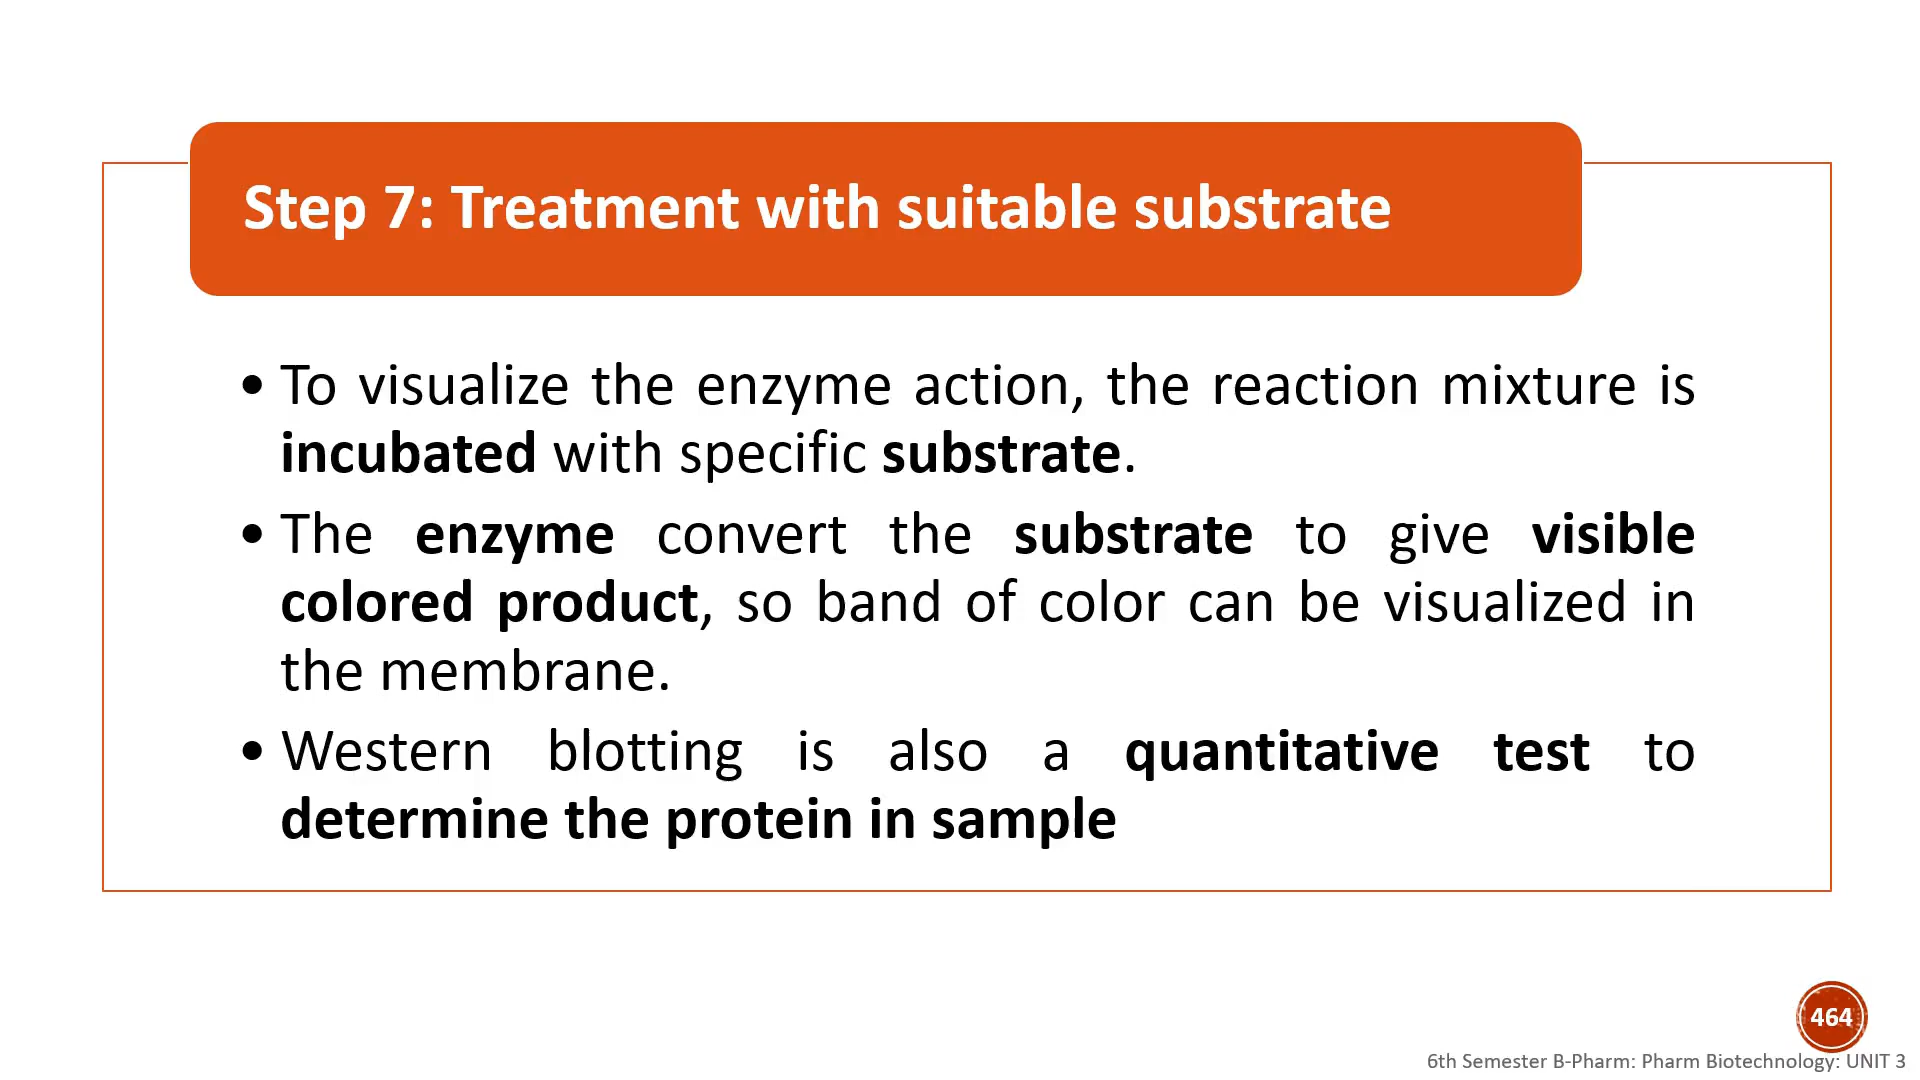 Step 7: Treatment with suitable substrate
• To visualize the enzyme action, the reaction mixture is
incubated with specific substrate.
• The enzyme convert the substrate to give visible
colored product, so band of color can be visualized in
the membrane.
• Western blotting is also a quantitative test to
determine the protein in sample
464
6th Semester B-Pharm: Pharm Biotechnology: UNIT 3